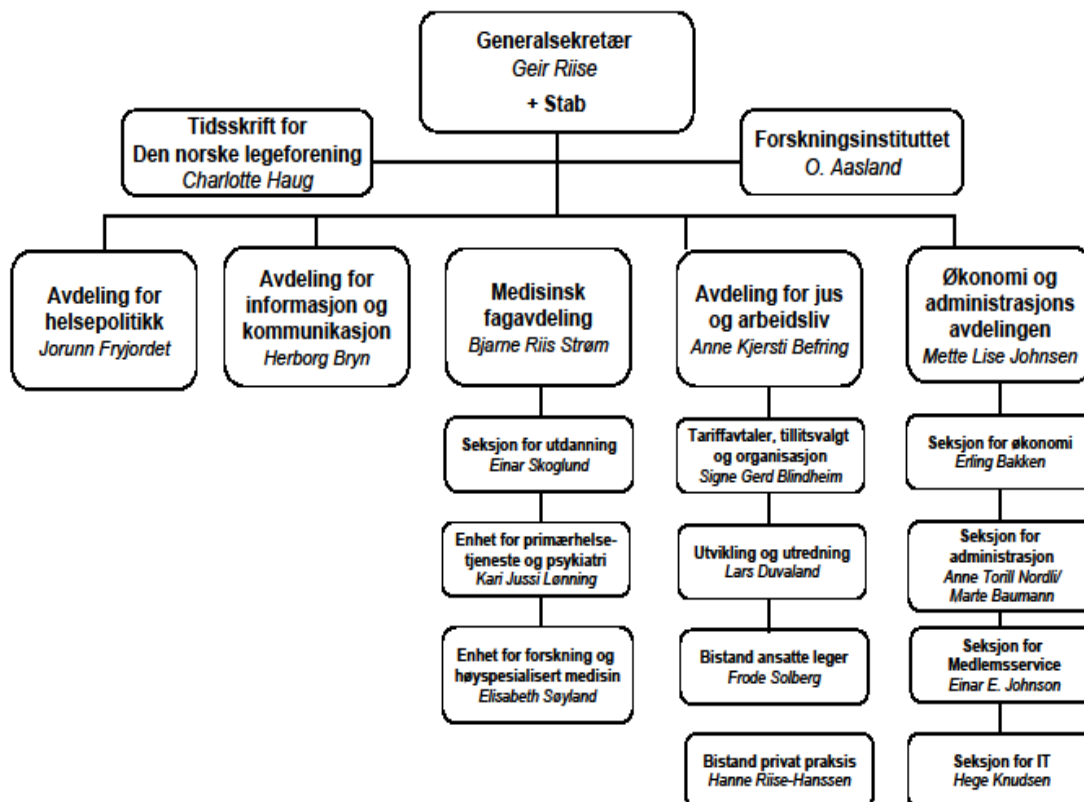 Generalsekretær
Geir Riise
+ Stab
Tidsskrift for
Den norske legeforening
Charlotte Haug
Forskningsinstituttet
O. Aasland
Avdeling for
helsepolitikk
Jorunn Fryjordet
Avdeling for
informasjon og
kommunikasjon
Herborg Bryn
Medisinsk
fagavdeling
Bjarne Riis Strøm
Avdeling for jus
og arbeidsliv
Anne Kjersti Befring
Økonomi og
administrasjons
avdelingen
Mette Lise Johnsen
Seksjon for utdanning
Einar Skoglund
Enhet for primærhelse-
tjeneste og psykiatri
Kari Jussi Lønning
Enhet for forskning og
høyspesialisert medisin
Elisabeth Søyland
Tariffavtaler, tillitsvalgt
og organisasjon
Signe Gerd Blindheim
Utvikling og utredning
Lars Duvaland
Bistand ansatte leger
Frode Solberg
Bistand privat praksis
Hanne Riise-Hanssen
Seksjon for økonomi
Erling Bakken
Seksjon for
administrasjon
Anne Torill Nordli/
Marte Baumann
Seksjon for
Medlemsservice
Einar E. Johnson
Seksjon for IT
Hege Knudsen